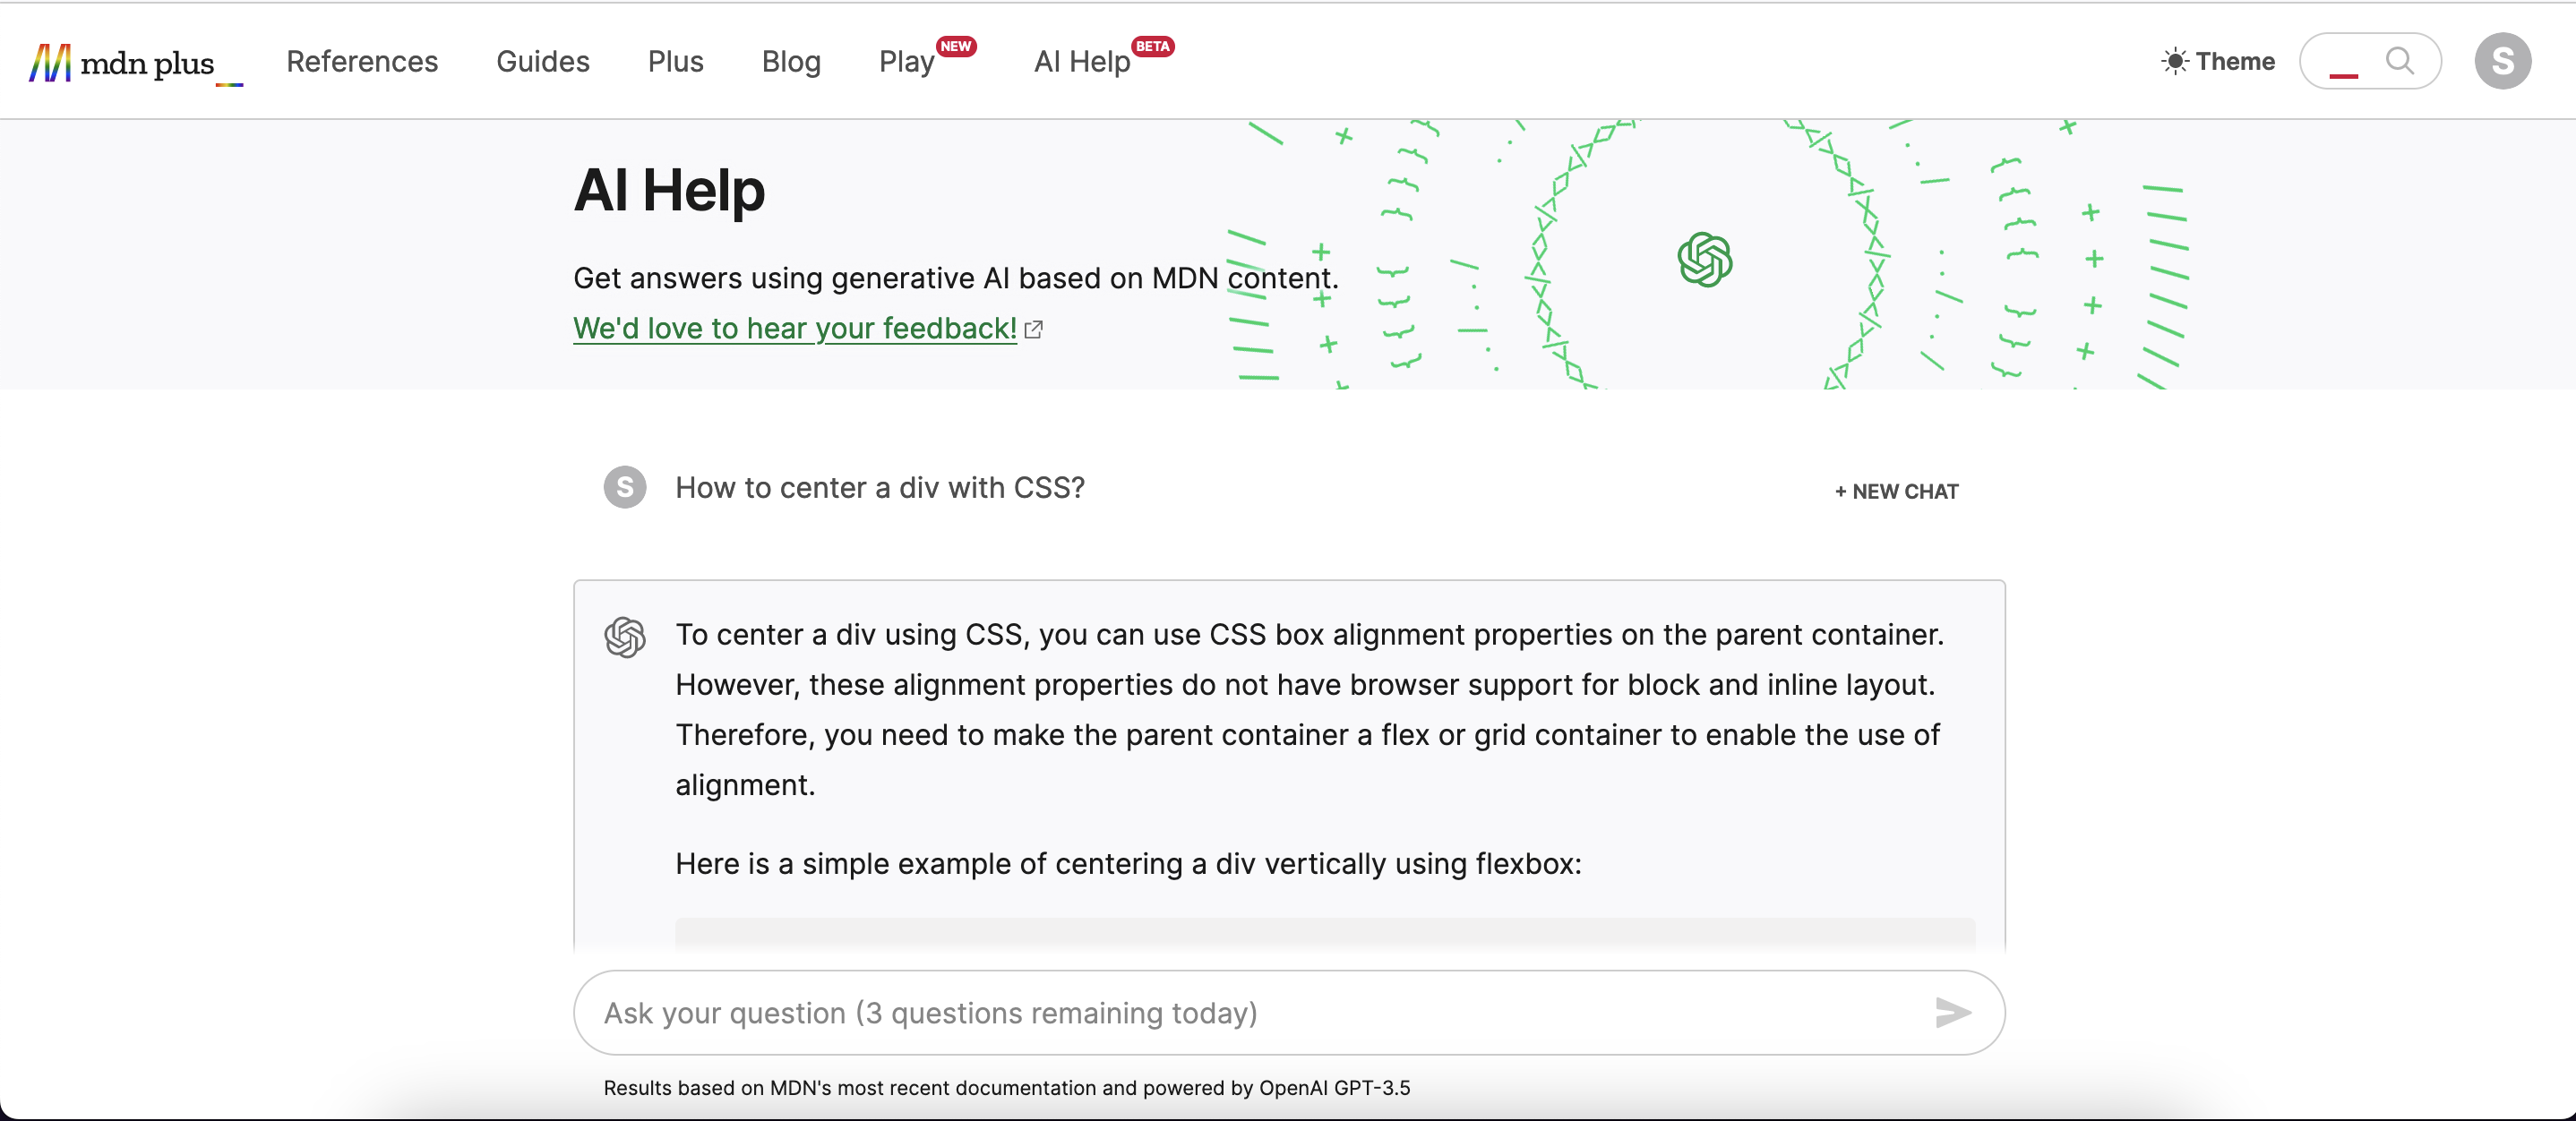 mdn plus_ References Guides Plus Blog Play NEW AI Help BETA Theme S
AI Help
Get answers using generative AI based on MDN content.
We'd love to hear your feedback!
S How to center a div with CSS? + NEW CHAT
To center a div using CSS, you can use CSS box alignment properties on the parent container.
However, these alignment properties do not have browser support for block and inline layout.
Therefore, you need to make the parent container a flex or grid container to enable the use of
alignment.
Here is a simple example of centering a div vertically using flexbox:
Ask your question (3 questions remaining today)
Results based on MDN's most recent documentation and powered by OpenAI GPT-3.5